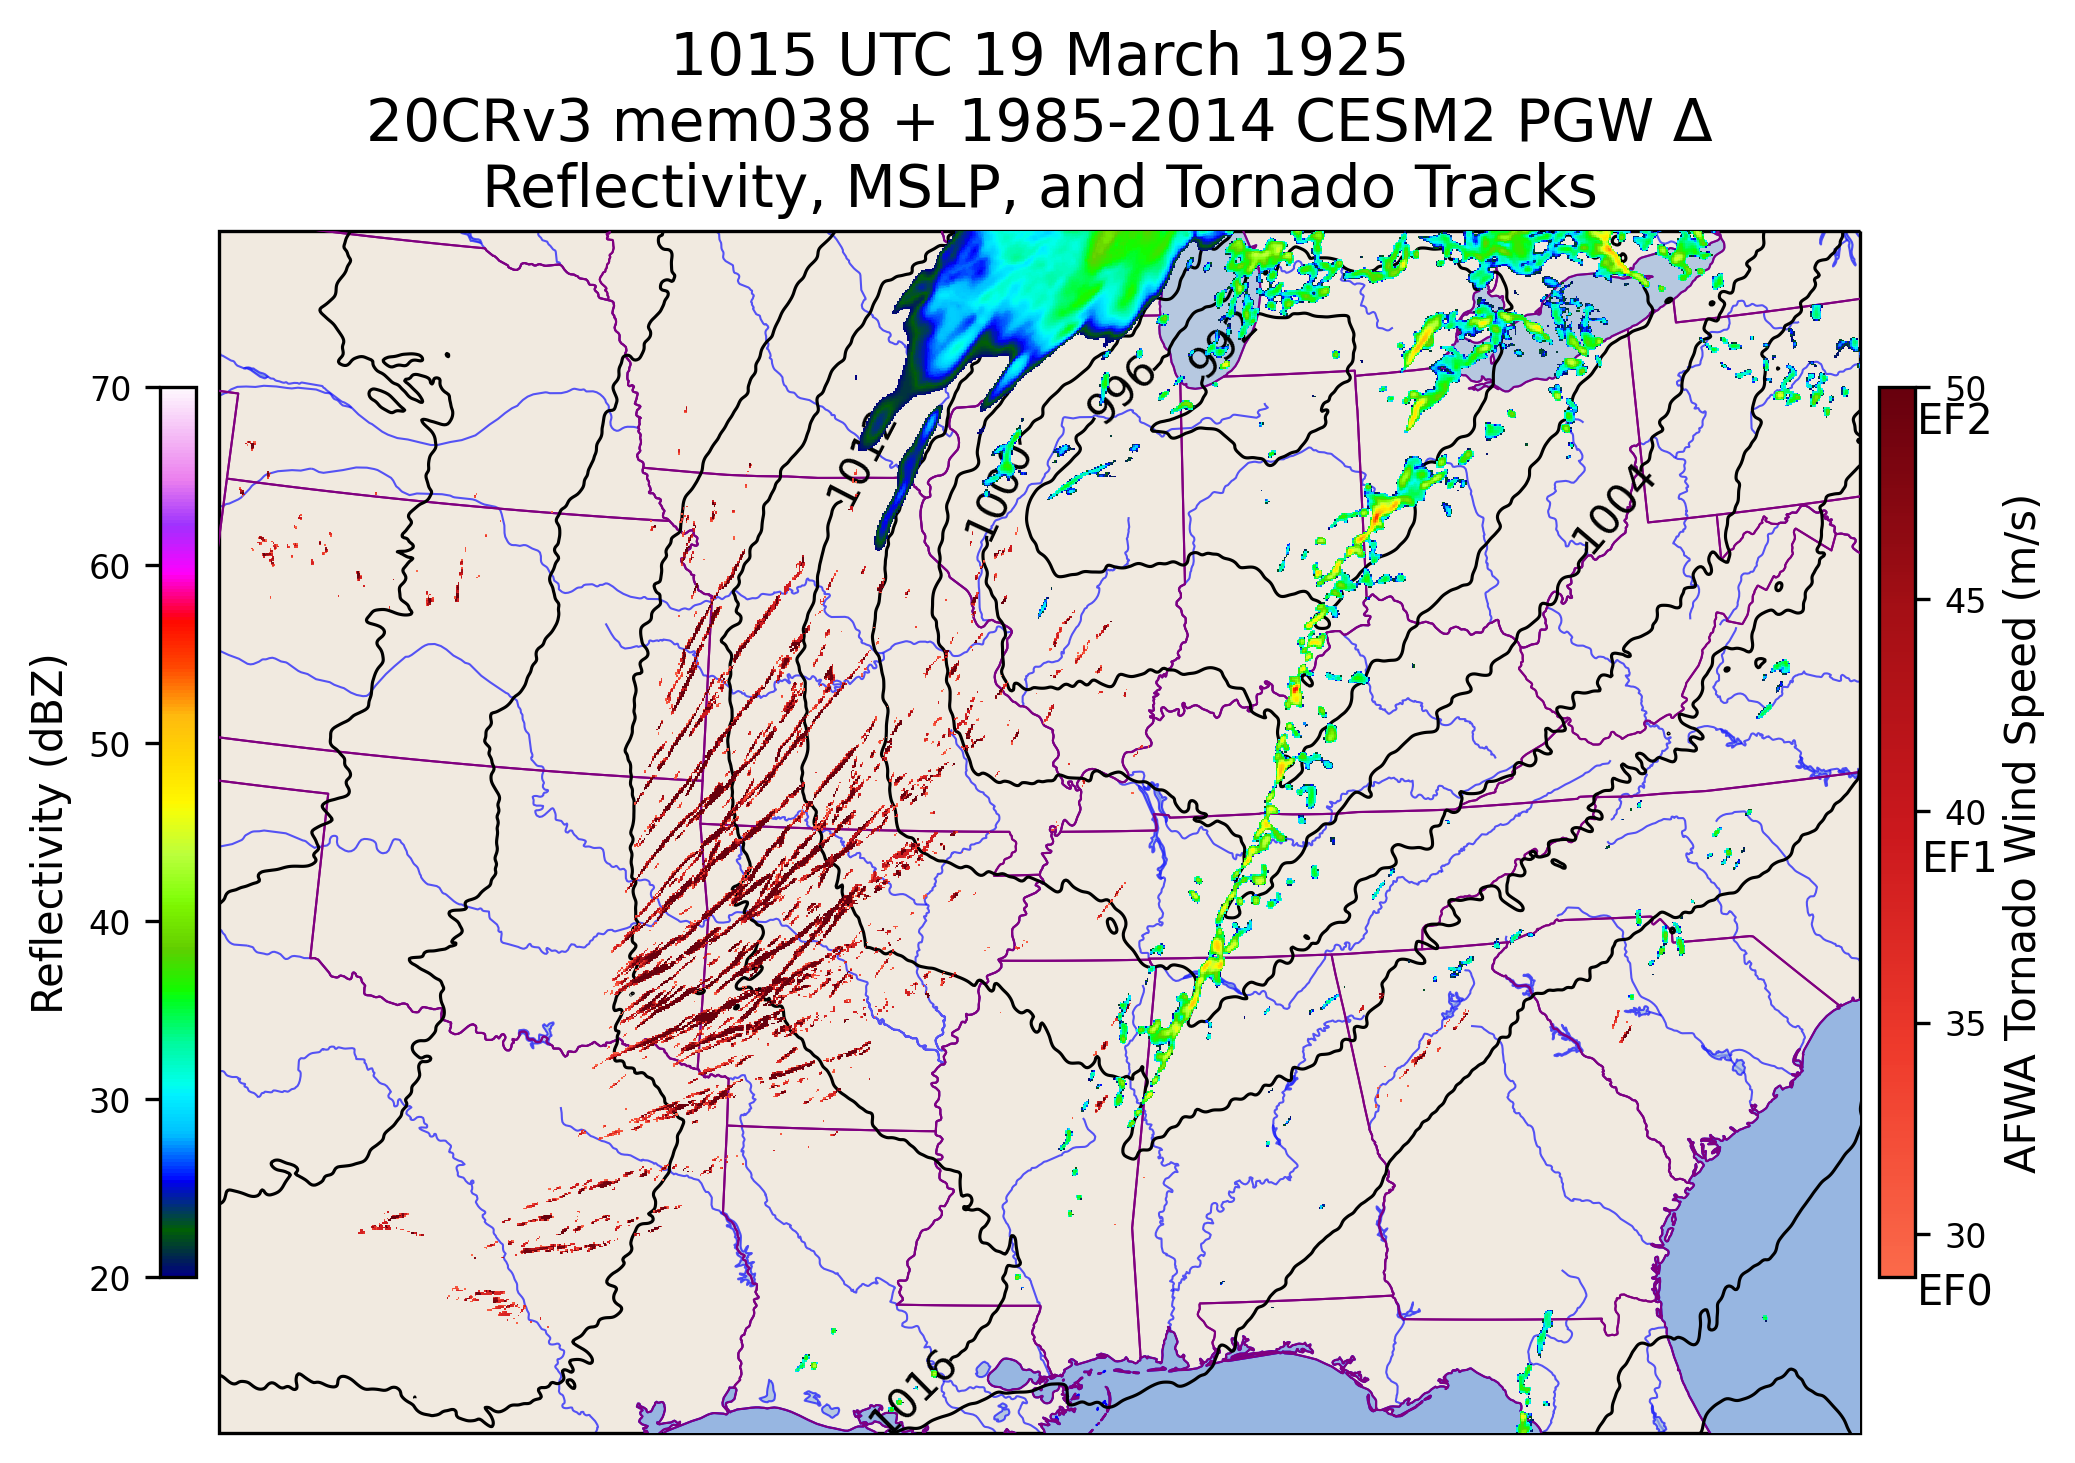 1015 UTC 19 March 1925
20CRv3 mem038 + 1985-2014 CESM2 PGW Δ
Reflectivity, MSLP, and Tornado Tracks
Reflectivity (dBZ)
70
60
50
40
30
20
992
996
1000
1004
1012
1016
50
EF2
45
40
EF1
35
30
EF0
AFWA Tornado Wind Speed (m/s)